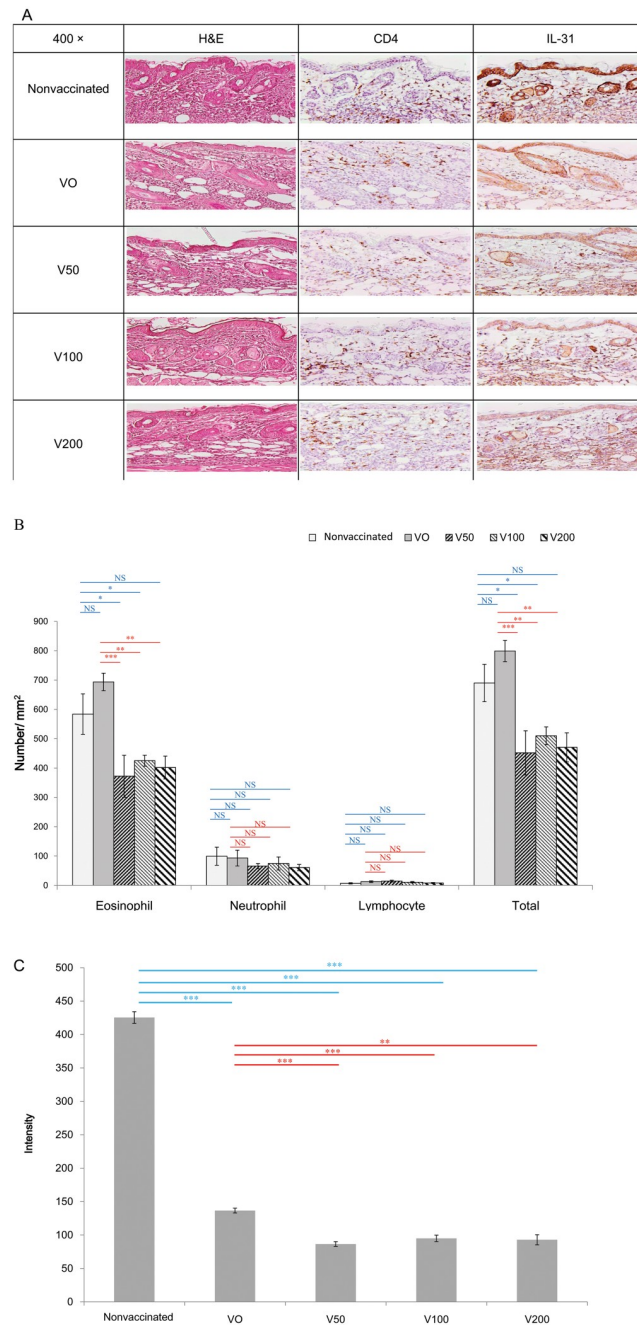 A
400 × H&E CD4 IL-31
Nonvaccinated
VO
V50
V100
V200
B
Nonvaccinated VO V50 V100 V200
NS NS
* *
* *
NS NS
** **
** **
*** ***
900
800
700
600
500
400
300
200
100
0
Number/ mm²
NS NS
NS NS
NS NS
NS NS
NS NS
NS NS
NS NS
Eosinophil Neutrophil Lymphocyte Total
C
500
450
400
350
300
250
200
150
100
50
0
Intensity
***
***
***
***
**
***
***
Nonvaccinated VO V50 V100 V200